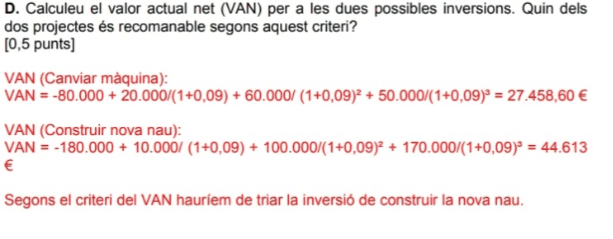 D. Calculeu el valor actual net (VAN) per a les dues possibles inversions. Quin dels
dos projectes és recomanable segons aquest criteri?
[0,5 punts]
VAN (Canviar màquina):
VAN = -80.000 + 20.000/(1+0,09) + 60.000/ (1+0,09)² + 50.000/(1+0,09)³ = 27.458,60 €
VAN (Construir nova nau):
VAN = -180.000 + 10.000/ (1+0,09) + 100.000/(1+0,09)² + 170.000/(1+0,09)³ = 44.613
€
Segons el criteri del VAN hauríem de triar la inversió de construir la nova nau.